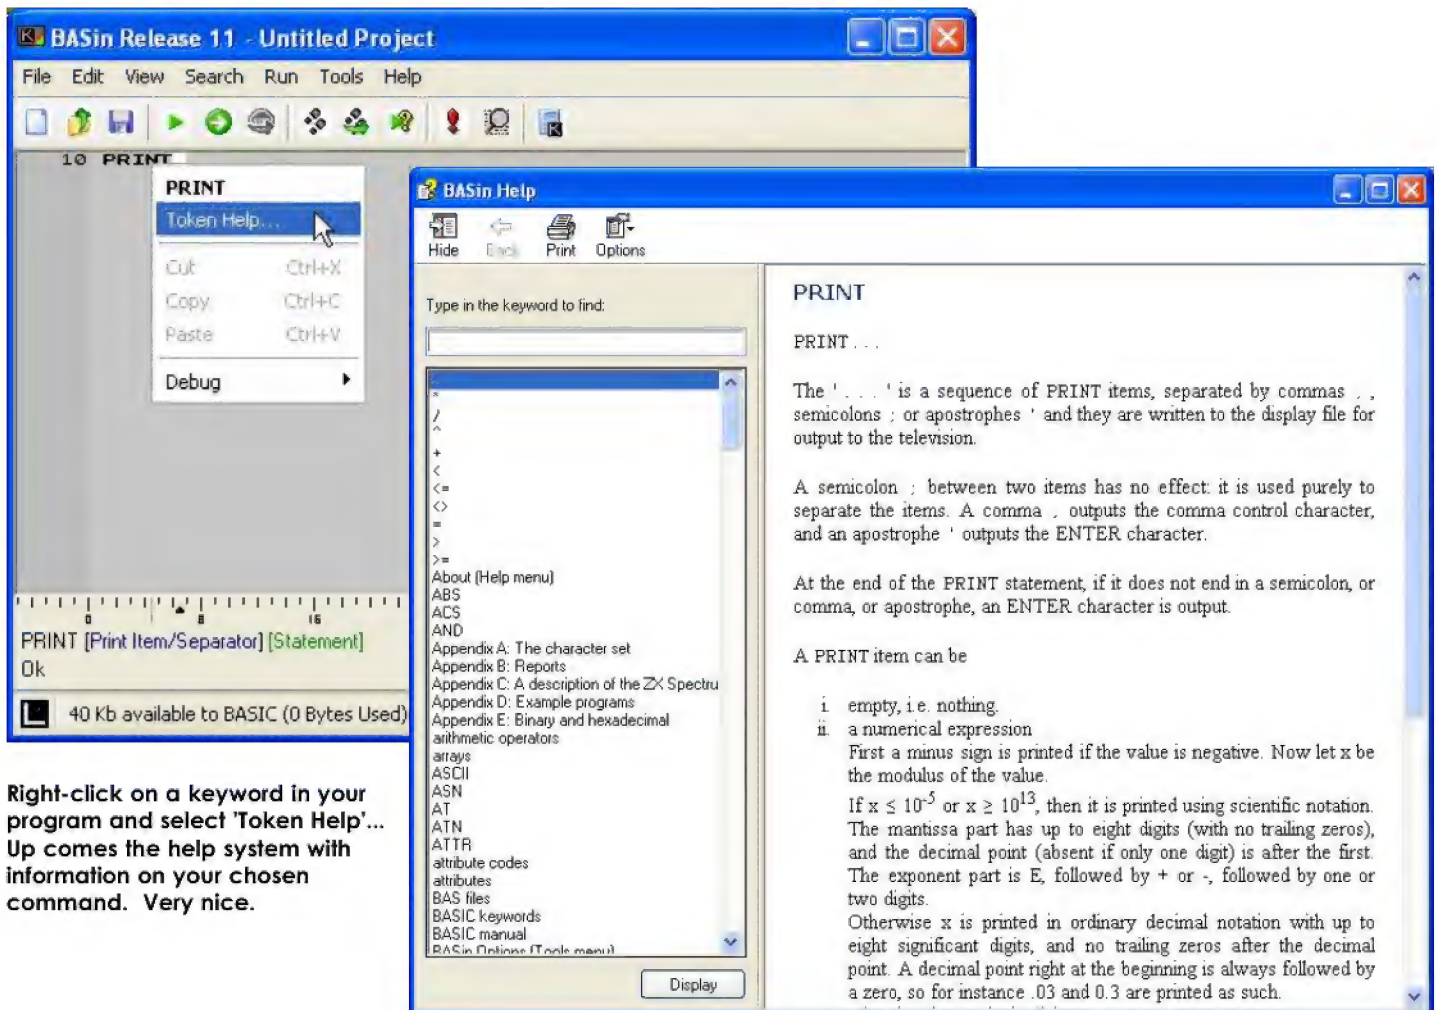 BASin Release 11 - Untitled Project
File Edit View Search Run Tools Help
10 PRINT
PRINT
Token Help...
Cut Ctrl+X
Copy Ctrl+C
Paste Ctrl+V
Debug
0 8 16
PRINT [Print Item/Separator] [Statement]
Ok
40 Kb available to BASIC (0 Bytes Used)
Right-click on a keyword in your
program and select 'Token Help'...
Up comes the help system with
information on your chosen
command. Very nice.
BASin Help
Hide Back Print Options
Type in the keyword to find:
-
*
/
^
+
<
<=
<>
=
>
>=
About (Help menu)
ABS
ACS
AND
Appendix A: The character set
Appendix B: Reports
Appendix C: A description of the ZX Spectru
Appendix D: Example programs
Appendix E: Binary and hexadecimal
arithmetic operators
arrays
ASCII
ASN
AT
ATN
ATTR
attribute codes
attributes
BAS files
BASIC keywords
BASIC manual
BASin Options (Tools menu)
Display
PRINT
PRINT . . .
The ' . . . ' is a sequence of PRINT items, separated by commas , ,
semicolons ; or apostrophes ' and they are written to the display file for
output to the television.
A semicolon ; between two items has no effect: it is used purely to
separate the items. A comma , outputs the comma control character,
and an apostrophe ' outputs the ENTER character.
At the end of the PRINT statement, if it does not end in a semicolon, or
comma, or apostrophe, an ENTER character is output.
A PRINT item can be
i. empty, i.e. nothing.
ii. a numerical expression
First a minus sign is printed if the value is negative. Now let x be
the modulus of the value.
If x ≤ 10⁻⁵ or x ≥ 10¹³, then it is printed using scientific notation.
The mantissa part has up to eight digits (with no trailing zeros),
and the decimal point (absent if only one digit) is after the first.
The exponent part is E, followed by + or -, followed by one or
two digits.
Otherwise x is printed in ordinary decimal notation with up to
eight significant digits, and no trailing zeros after the decimal
point. A decimal point right at the beginning is always followed by
a zero, so for instance .03 and 0.3 are printed as such.